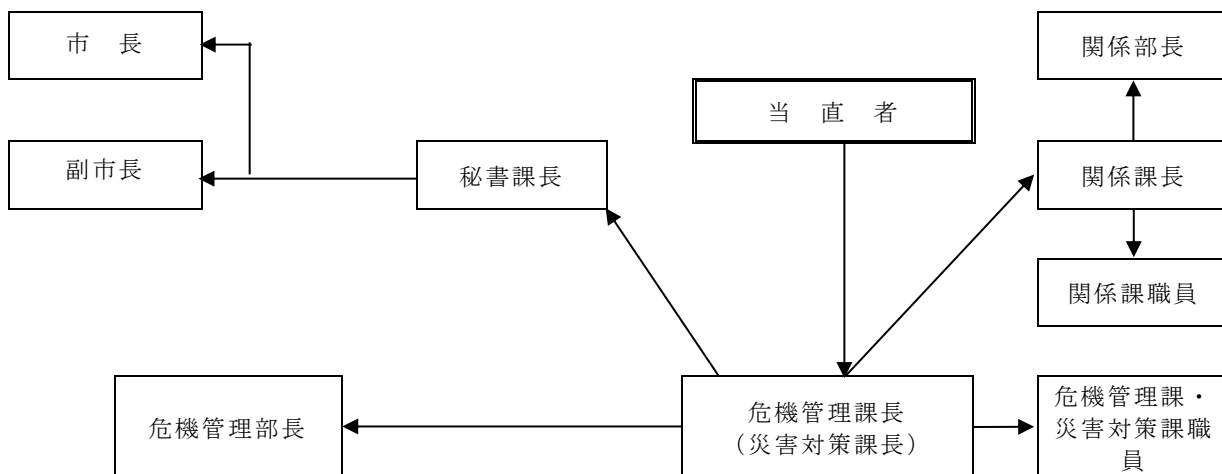 市　長
関係部長
当　直　者
副市長
秘書課長
関係課長
関係課職員
危機管理部長
危機管理課長
（災害対策課長）
危機管理課・
災害対策課職
員